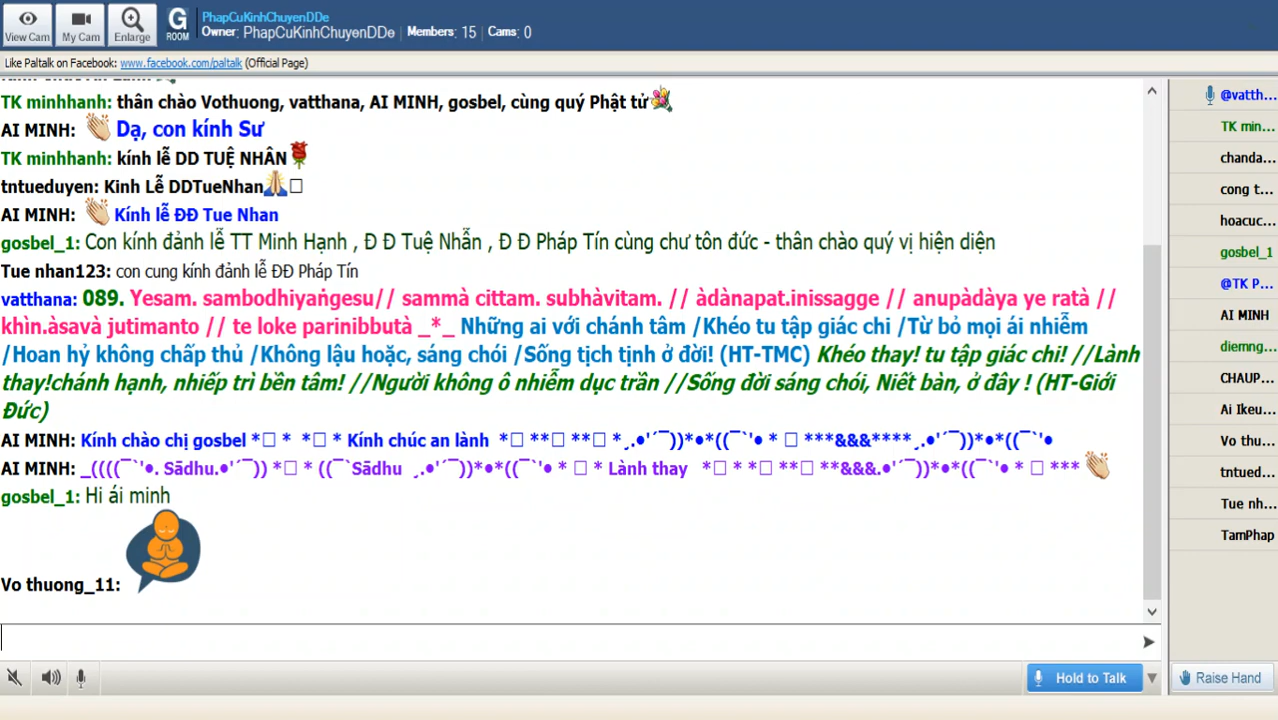 View Cam
My Cam
Enlarge
G
ROOM
PhapCuKinhChuyenDDe
Owner: PhapCuKinhChuyenDDe | Members: 15 | Cams: 0
Like Paltalk on Facebook: www.facebook.com/paltalk (Official Page)
TK minhhanh: thân chào Vothuong, vatthana, AI MINH, gosbel, cùng quý Phật tử
AI MINH: Dạ, con kính Sư
TK minhhanh: kính lễ DD TUỆ NHÂN
tntueduyen: Kinh Lễ DDTueNhan
AI MINH: Kính lễ ĐĐ Tue Nhan
gosbel_1: Con kính đảnh lễ TT Minh Hạnh , Đ Đ Tuệ Nhẫn , Đ Đ Pháp Tín cùng chư tôn đức - thân chào quý vị hiện diện
Tue nhan123: con cung kính đảnh lễ ĐĐ Pháp Tín
vatthana: 089. Yesam. sambodhiyaṅgesu// sammà cittam. subhàvitam. // àdànapat.inissagge // anupàdàya ye ratà //
khìn.àsavà jutimanto // te loke parinibbutà _*_ Những ai với chánh tâm /Khéo tu tập giác chi /Từ bỏ mọi ái nhiễm
/Hoan hỷ không chấp thủ /Không lậu hoặc, sáng chói /Sống tịch tịnh ở đời! (HT-TMC) Khéo thay! tu tập giác chi! //Lành
thay!chánh hạnh, nhiếp trì bền tâm! //Người không ô nhiễm dục trần //Sống đời sáng chói, Niết bàn, ở đây ! (HT-Giới
Đức)
AI MINH: Kính chào chị gosbel *□ * *□ * Kính chúc an lành *□ **□ **□ *¸.•'´¯))*•*((¯`'• * □ ***&&&****¸.•'´¯))*•*((¯`'•
AI MINH: _((((¯`'•. Sādhu.•'´¯)) *□ * ((¯`Sādhu ¸.•'´¯))*•*((¯`'• * □ * Lành thay *□ * *□ **□ **&&&.•'´¯))*•*((¯`'• * □ ***
gosbel_1: Hi ái minh
Vo thuong_11:
@vatth...
TK min...
chanda...
cong t...
hoacuc...
gosbel_1
@TK P...
AI MINH
diemng...
CHAUP...
Ai Ikeu...
Vo thu...
tntued...
Tue nh...
TamPhap
Hold to Talk
Raise Hand